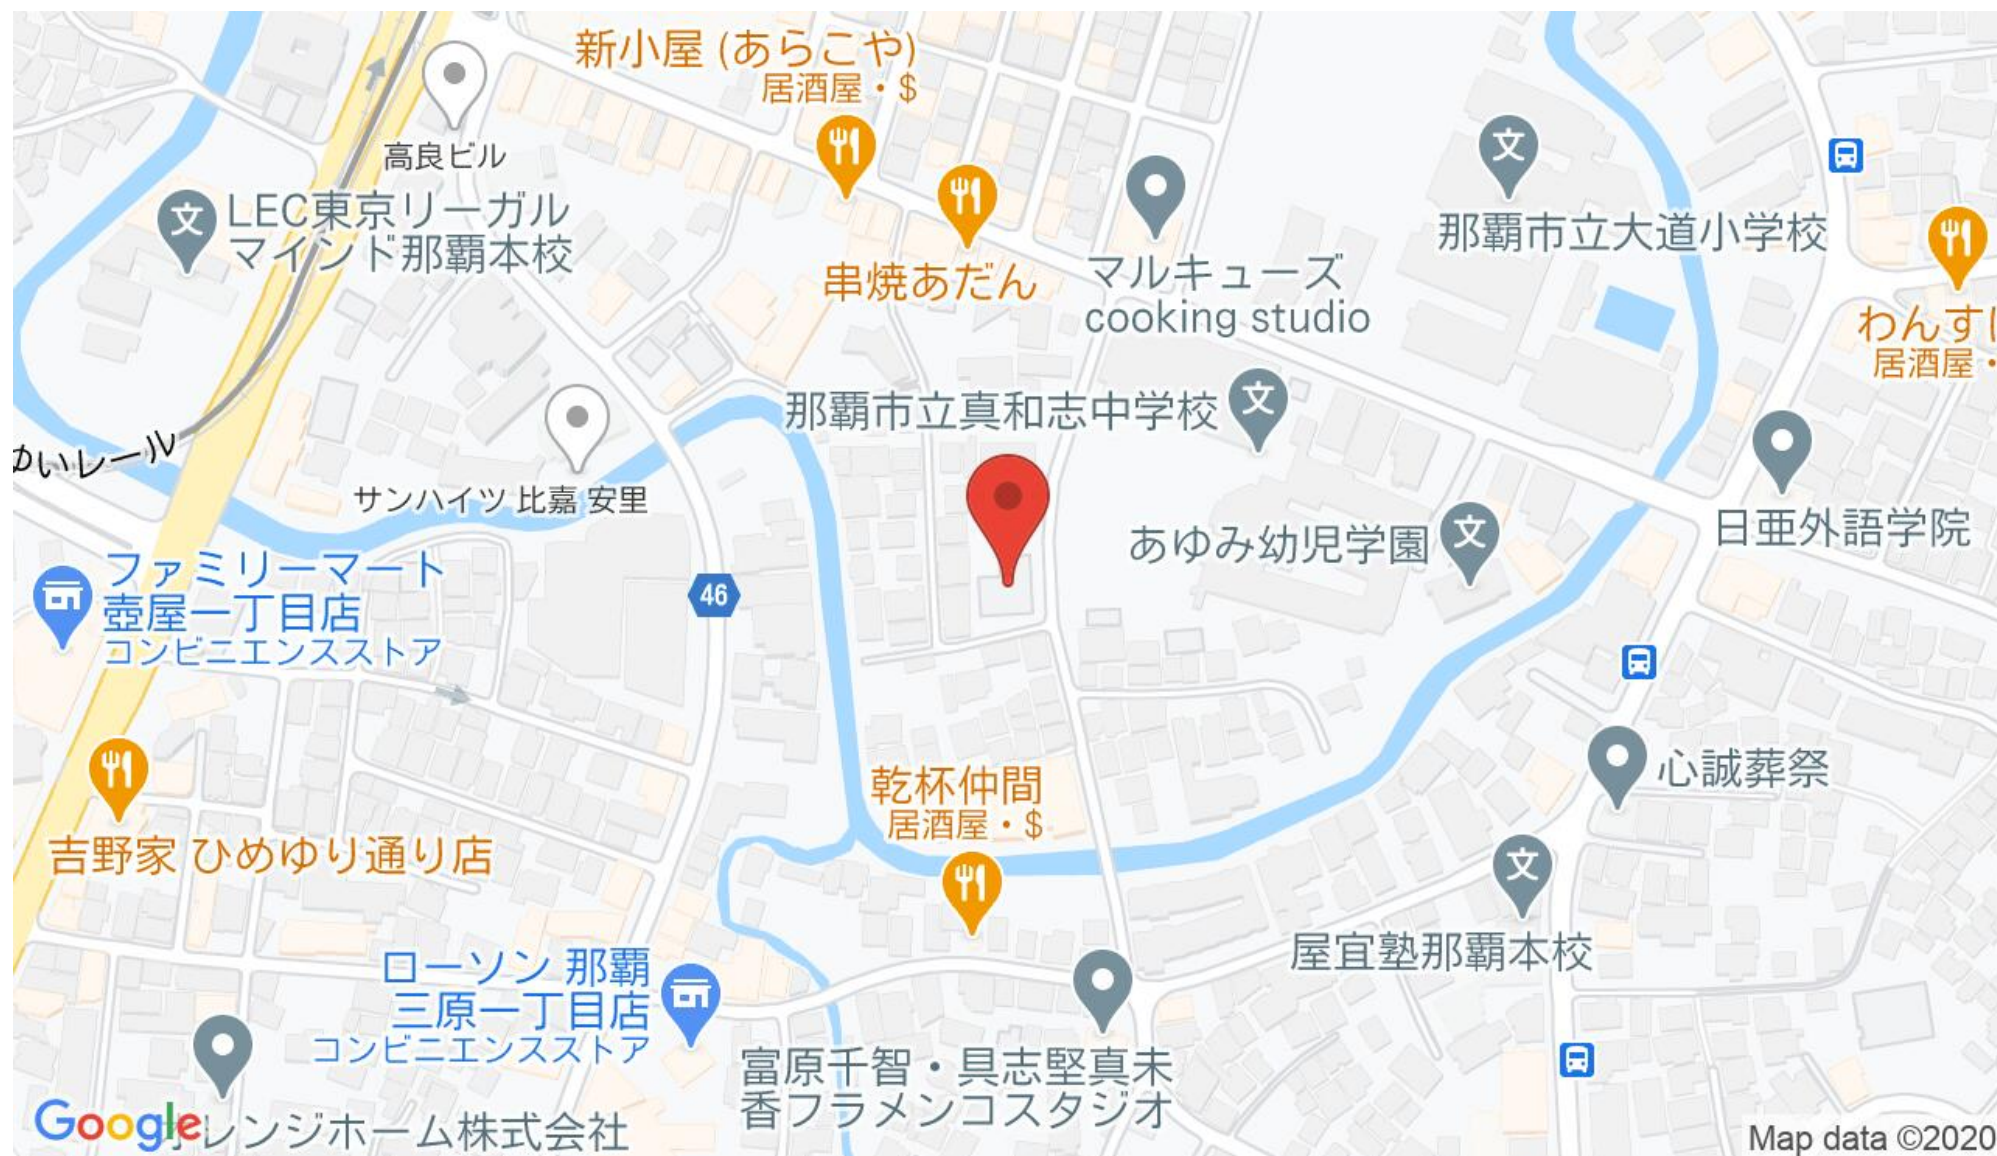 新小屋 (あらこや)
居酒屋・$
高良ビル
LEC東京リーガル
マインド那覇本校
串焼あだん
マルキューズ
cooking studio
那覇市立大道小学校
居酒屋・
那覇市立真和志中学校
ゆいレール
サンハイツ 比嘉 安里
あゆみ幼児学園
日亜外語学院
ファミリーマート
壺屋一丁目店
コンビニエンスストア
46
心誠葬祭
乾杯仲間
居酒屋・$
吉野家 ひめゆり通り店
屋宜塾那覇本校
ローソン 那覇
三原一丁目店
コンビニエンスストア
富原千智・具志堅真未
香フラメンコスタジオ
Google
レンジホーム株式会社
Map data ©2020